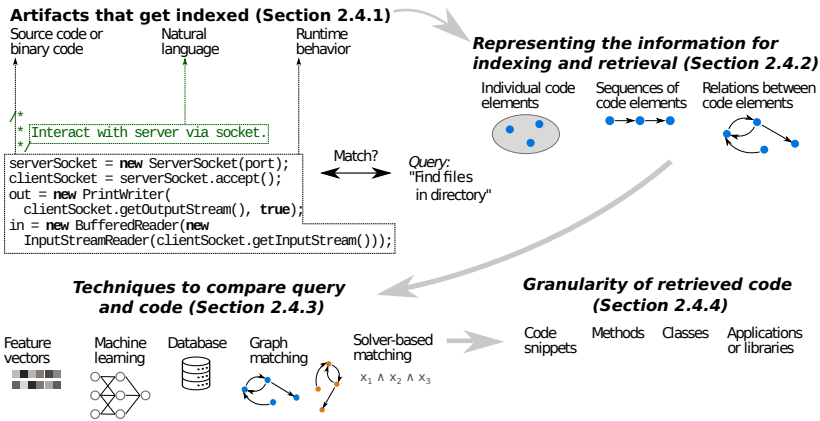 Artifacts that get indexed (Section 2.4.1)
Source code or
binary code
Natural
language
Runtime
behavior
/*
* Interact with server via socket.
*/
serverSocket = new ServerSocket(port);
clientSocket = serverSocket.accept();
out = new PrintWriter(
clientSocket.getOutputStream(), true);
in = new BufferedReader(new
InputStreamReader(clientSocket.getInputStream()));
Match?
Query:
"Find files
in directory"
Representing the information for
indexing and retrieval (Section 2.4.2)
Individual code
elements
Sequences of
code elements
Relations between
code elements
Techniques to compare query
and code (Section 2.4.3)
Feature
vectors
Machine
learning
Database
Graph
matching
Solver-based
matching
x₁ ∧ x₂ ∧ x₃
Granularity of retrieved code
(Section 2.4.4)
Code
snippets
Methods
Classes
Applications
or libraries